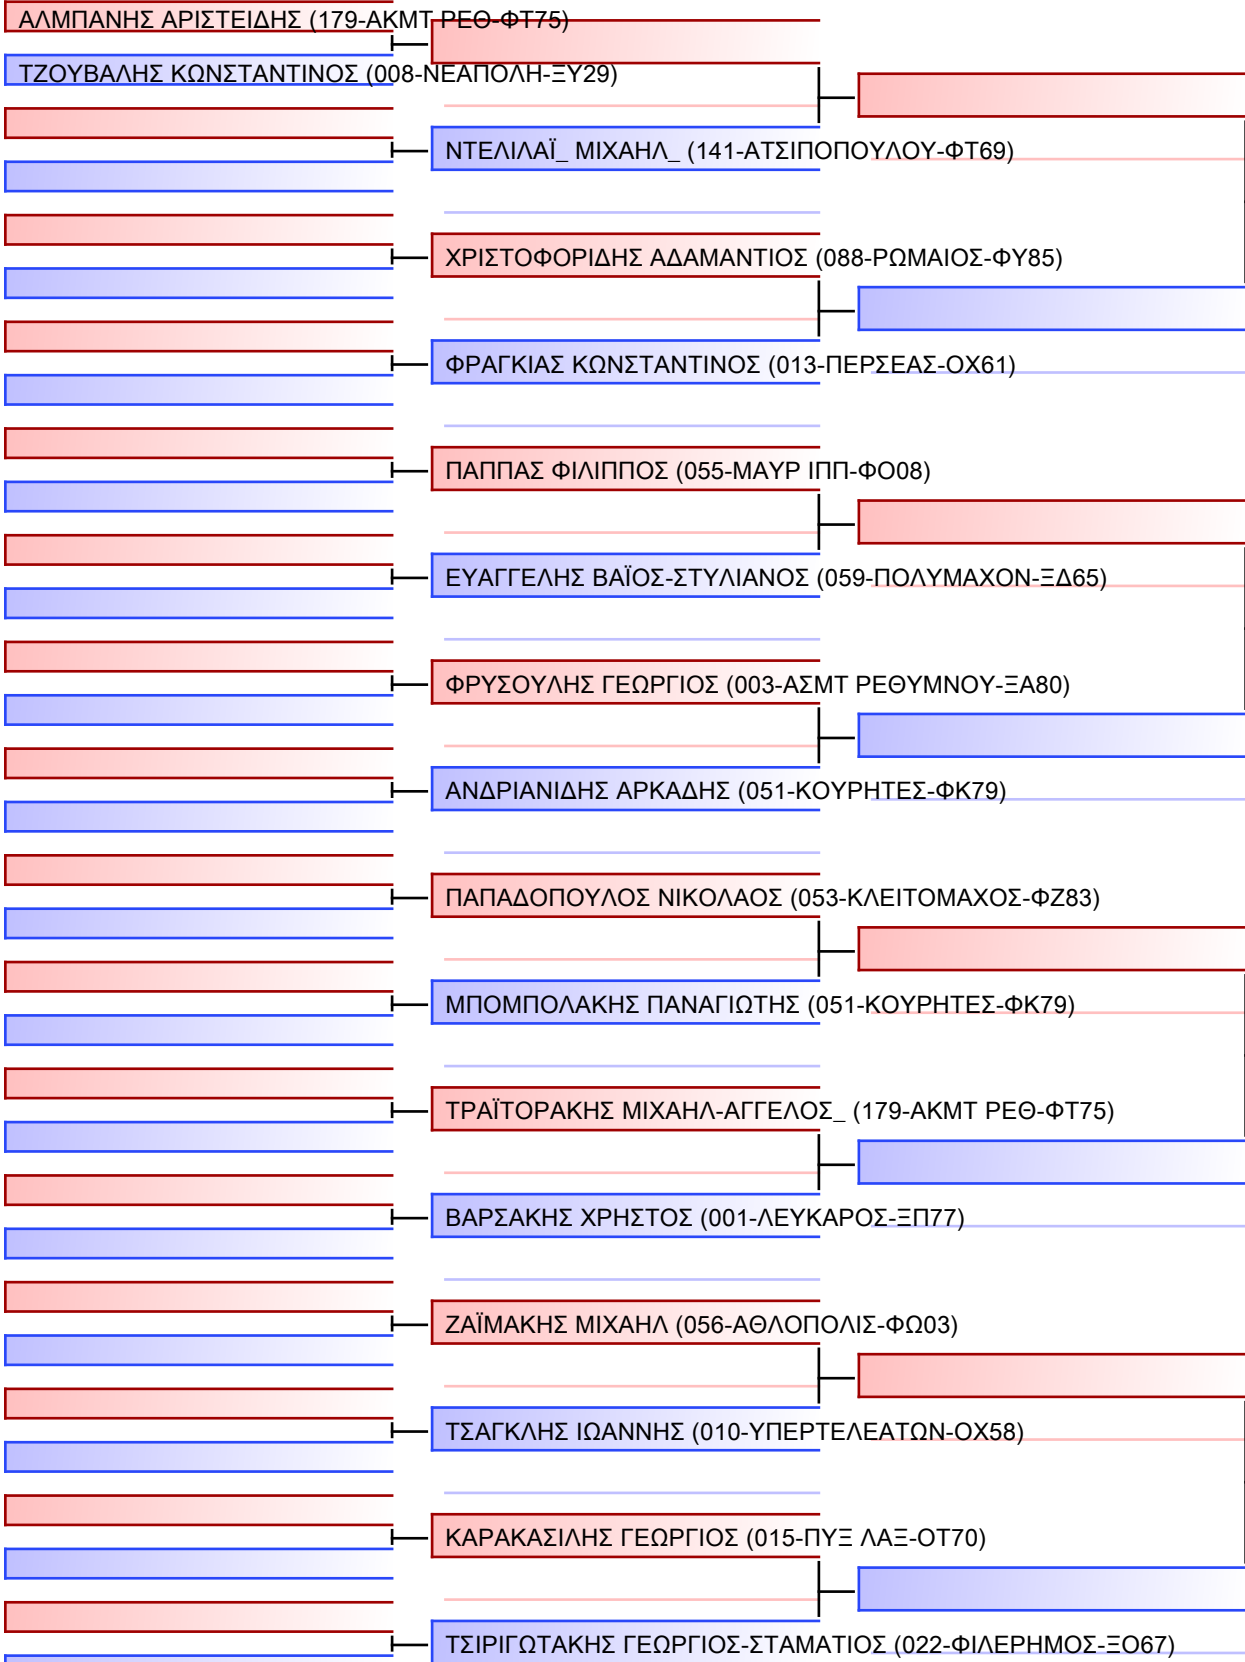 ΑΛΜΠΑΝΗΣ ΑΡΙΣΤΕΙΔΗΣ (179-ΑΚΜΤ ΡΕΘ-ΦΤ75)
ΤΖΟΥΒΑΛΗΣ ΚΩΝΣΤΑΝΤΙΝΟΣ (008-ΝΕΑΠΟΛΗ-ΞΥ29)
ΝΤΕΛΙΛΑΪ_ ΜΙΧΑΗΛ_ (141-ΑΤΣΙΠΟΠΟΥΛΟΥ-ΦΤ69)
ΧΡΙΣΤΟΦΟΡΙΔΗΣ ΑΔΑΜΑΝΤΙΟΣ (088-ΡΩΜΑΙΟΣ-ΦΥ85)
ΦΡΑΓΚΙΑΣ ΚΩΝΣΤΑΝΤΙΝΟΣ (013-ΠΕΡΣΕΑΣ-ΟΧ61)
ΠΑΠΠΑΣ ΦΙΛΙΠΠΟΣ (055-ΜΑΥΡ ΙΠΠ-ΦΟ08)
ΕΥΑΓΓΕΛΗΣ ΒΑΪΟΣ-ΣΤΥΛΙΑΝΟΣ (059-ΠΟΛΥΜΑΧΟΝ-ΞΔ65)
ΦΡΥΣΟΥΛΗΣ ΓΕΩΡΓΙΟΣ (003-ΑΣΜΤ ΡΕΘΥΜΝΟΥ-ΞΑ80)
ΑΝΔΡΙΑΝΙΔΗΣ ΑΡΚΑΔΗΣ (051-ΚΟΥΡΗΤΕΣ-ΦΚ79)
ΠΑΠΑΔΟΠΟΥΛΟΣ ΝΙΚΟΛΑΟΣ (053-ΚΛΕΙΤΟΜΑΧΟΣ-ΦΖ83)
ΜΠΟΜΠΟΛΑΚΗΣ ΠΑΝΑΓΙΩΤΗΣ (051-ΚΟΥΡΗΤΕΣ-ΦΚ79)
ΤΡΑΪΤΟΡΑΚΗΣ ΜΙΧΑΗΛ-ΑΓΓΕΛΟΣ_ (179-ΑΚΜΤ ΡΕΘ-ΦΤ75)
ΒΑΡΣΑΚΗΣ ΧΡΗΣΤΟΣ (001-ΛΕΥΚΑΡΟΣ-ΞΠ77)
ΖΑΪΜΑΚΗΣ ΜΙΧΑΗΛ (056-ΑΘΛΟΠΟΛΙΣ-ΦΩ03)
ΤΣΑΓΚΛΗΣ ΙΩΑΝΝΗΣ (010-ΥΠΕΡΤΕΛΕΑΤΩΝ-ΟΧ58)
ΚΑΡΑΚΑΣΙΛΗΣ ΓΕΩΡΓΙΟΣ (015-ΠΥΞ ΛΑΞ-ΟΤ70)
ΤΣΙΡΙΓΩΤΑΚΗΣ ΓΕΩΡΓΙΟΣ-ΣΤΑΜΑΤΙΟΣ (022-ΦΙΛΕΡΗΜΟΣ-ΞΟ67)